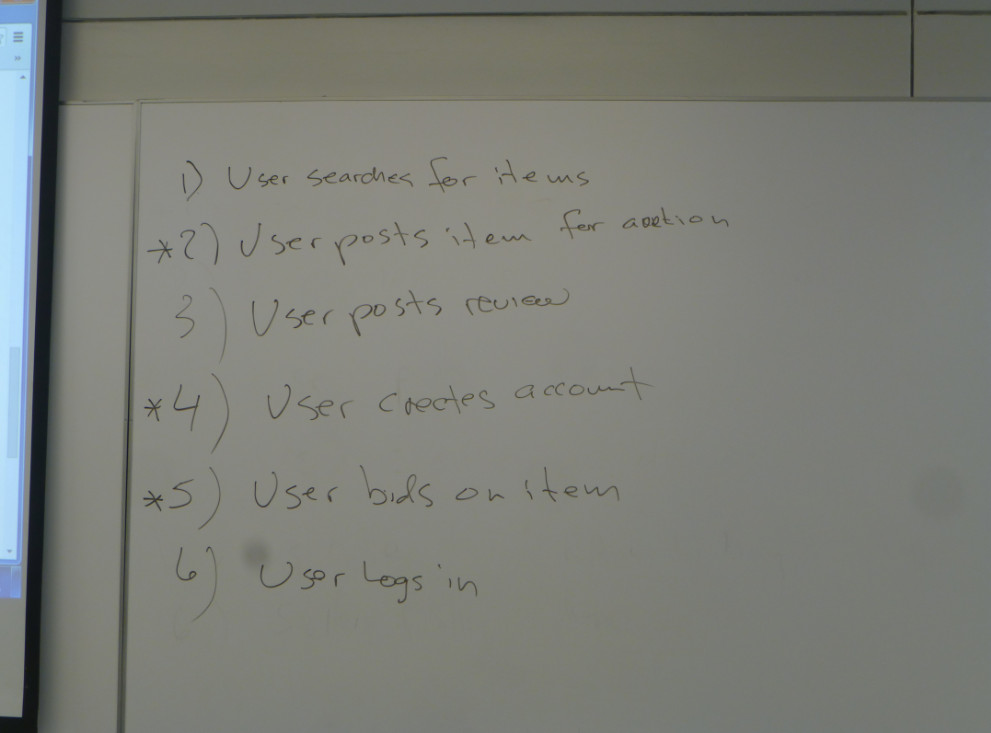 1) User searches for items
*2) User posts item for auction
3) User posts review
*4) User creates account
*5) User bids on item
6) User Logs in